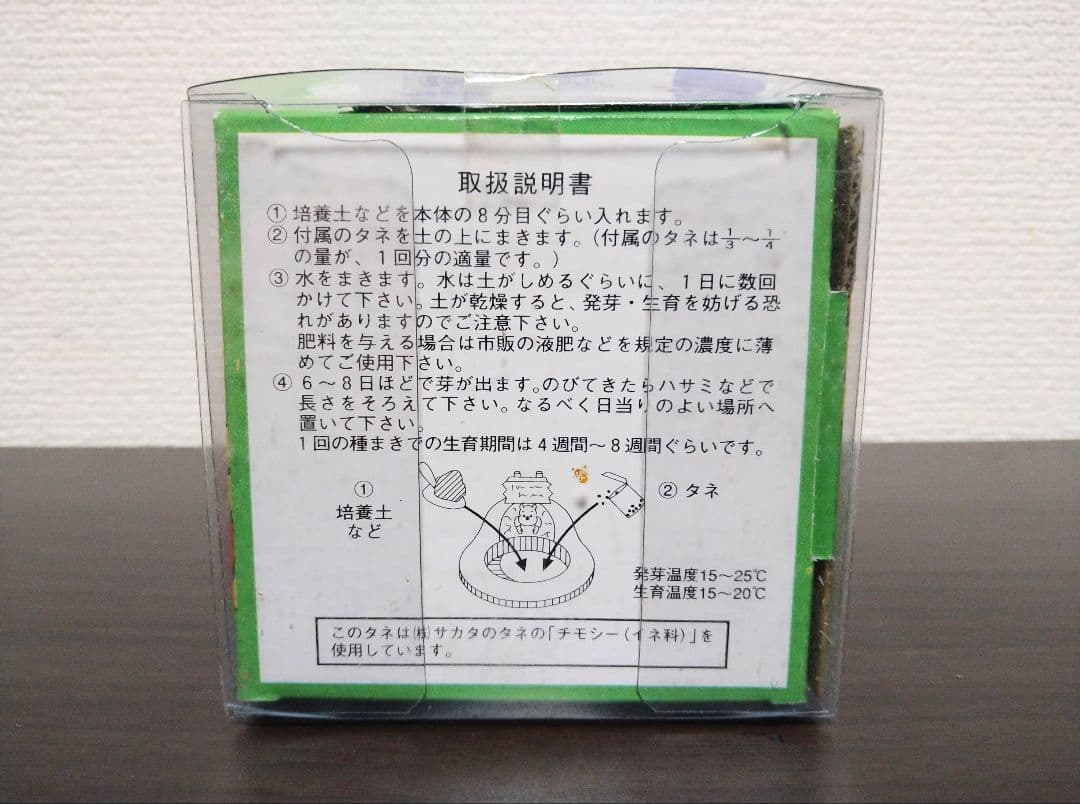 取扱説明書
① 培養土などを本体の8分目ぐらい入れます。
② 付属のタネを土の上にまきます。(付属のタネは1/3〜1/4
の量が、1回分の適量です。)
③ 水をまきます。水は土がしめるぐらいに、1日に数回
かけて下さい。土が乾燥すると、発芽・生育を妨げる恐
れがありますのでご注意下さい。
肥料を与える場合は市販の液肥などを規定の濃度に薄
めてご使用下さい。
④ 6〜8日ほどで芽が出ます。のびてきたらハサミなどで
長さをそろえて下さい。なるべく日当りのよい場所へ
置いて下さい。
1回の種まきでの生育期間は4週間〜8週間ぐらいです。
①
培養土
など
② タネ
発芽温度15〜25℃
生育温度15〜20℃
このタネは㈱サカタのタネの「チモシー(イネ科)」を
使用しています。